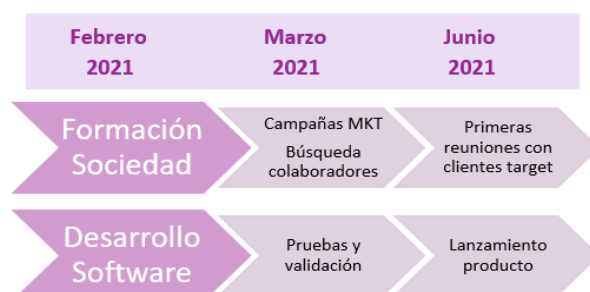 Febrero Marzo Junio
2021 2021 2021
Formación
Sociedad
Campañas MKT
Búsqueda
colaboradores
Primeras
reuniones con
clientes target
Desarrollo
Software
Pruebas y
validación
Lanzamiento
producto